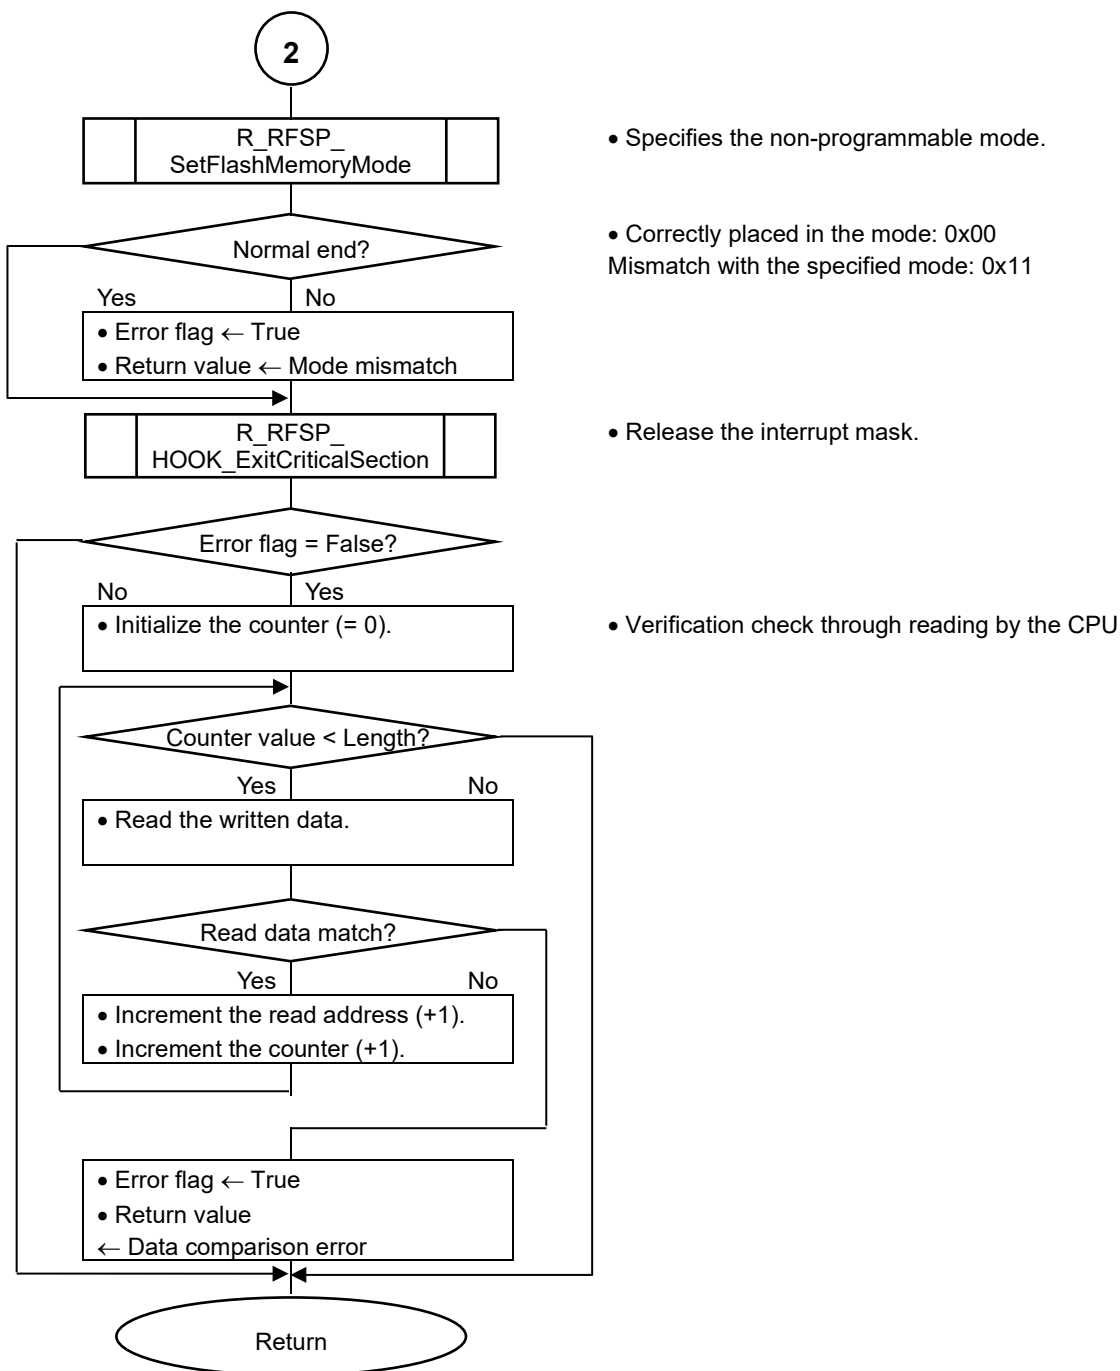 2
R_RFSP_
SetFlashMemoryMode
• Specifies the non-programmable mode.
Normal end?
• Correctly placed in the mode: 0x00
Mismatch with the specified mode: 0x11
Yes No
• Error flag ← True
• Return value ← Mode mismatch
R_RFSP_
HOOK_ExitCriticalSection
• Release the interrupt mask.
Error flag = False?
No Yes
• Initialize the counter (= 0).
• Verification check through reading by the CPU
Counter value < Length?
Yes No
• Read the written data.
Read data match?
Yes No
• Increment the read address (+1).
• Increment the counter (+1).
• Error flag ← True
• Return value
← Data comparison error
Return